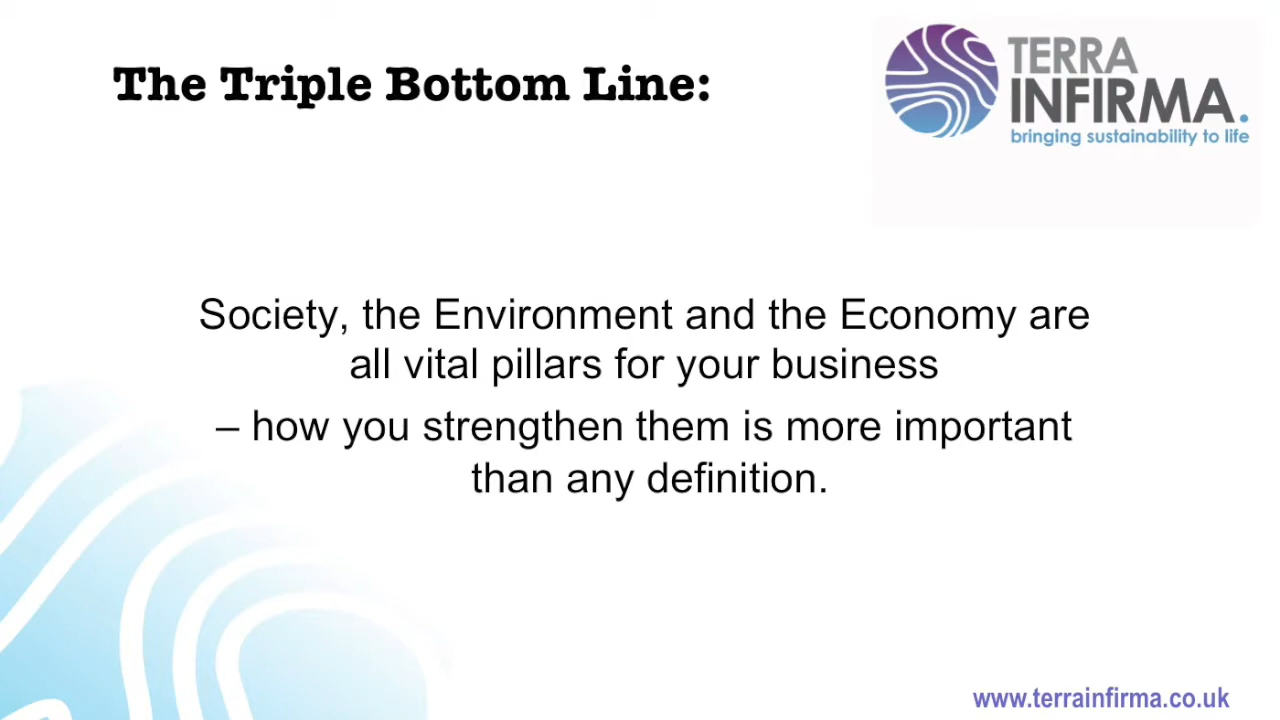 The Triple Bottom Line:
TERRA
INFIRMA.
bringing sustainability to life
Society, the Environment and the Economy are
all vital pillars for your business
– how you strengthen them is more important
than any definition.
www.terrainfirma.co.uk